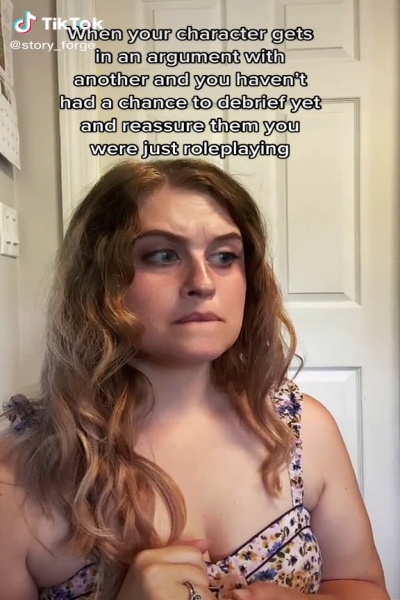 TikTok
@story_forge
When your character gets
in an argument with
another and you haven't
had a chance to debrief yet
and reassure them you
were just roleplaying